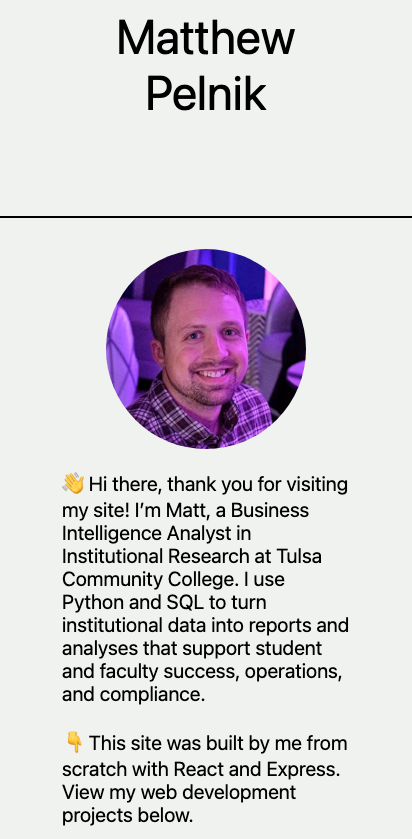 Matthew
Pelnik
👋 Hi there, thank you for visiting
my site! I’m Matt, a Business
Intelligence Analyst in
Institutional Research at Tulsa
Community College. I use
Python and SQL to turn
institutional data into reports and
analyses that support student
and faculty success, operations,
and compliance.
👇 This site was built by me from
scratch with React and Express.
View my web development
projects below.